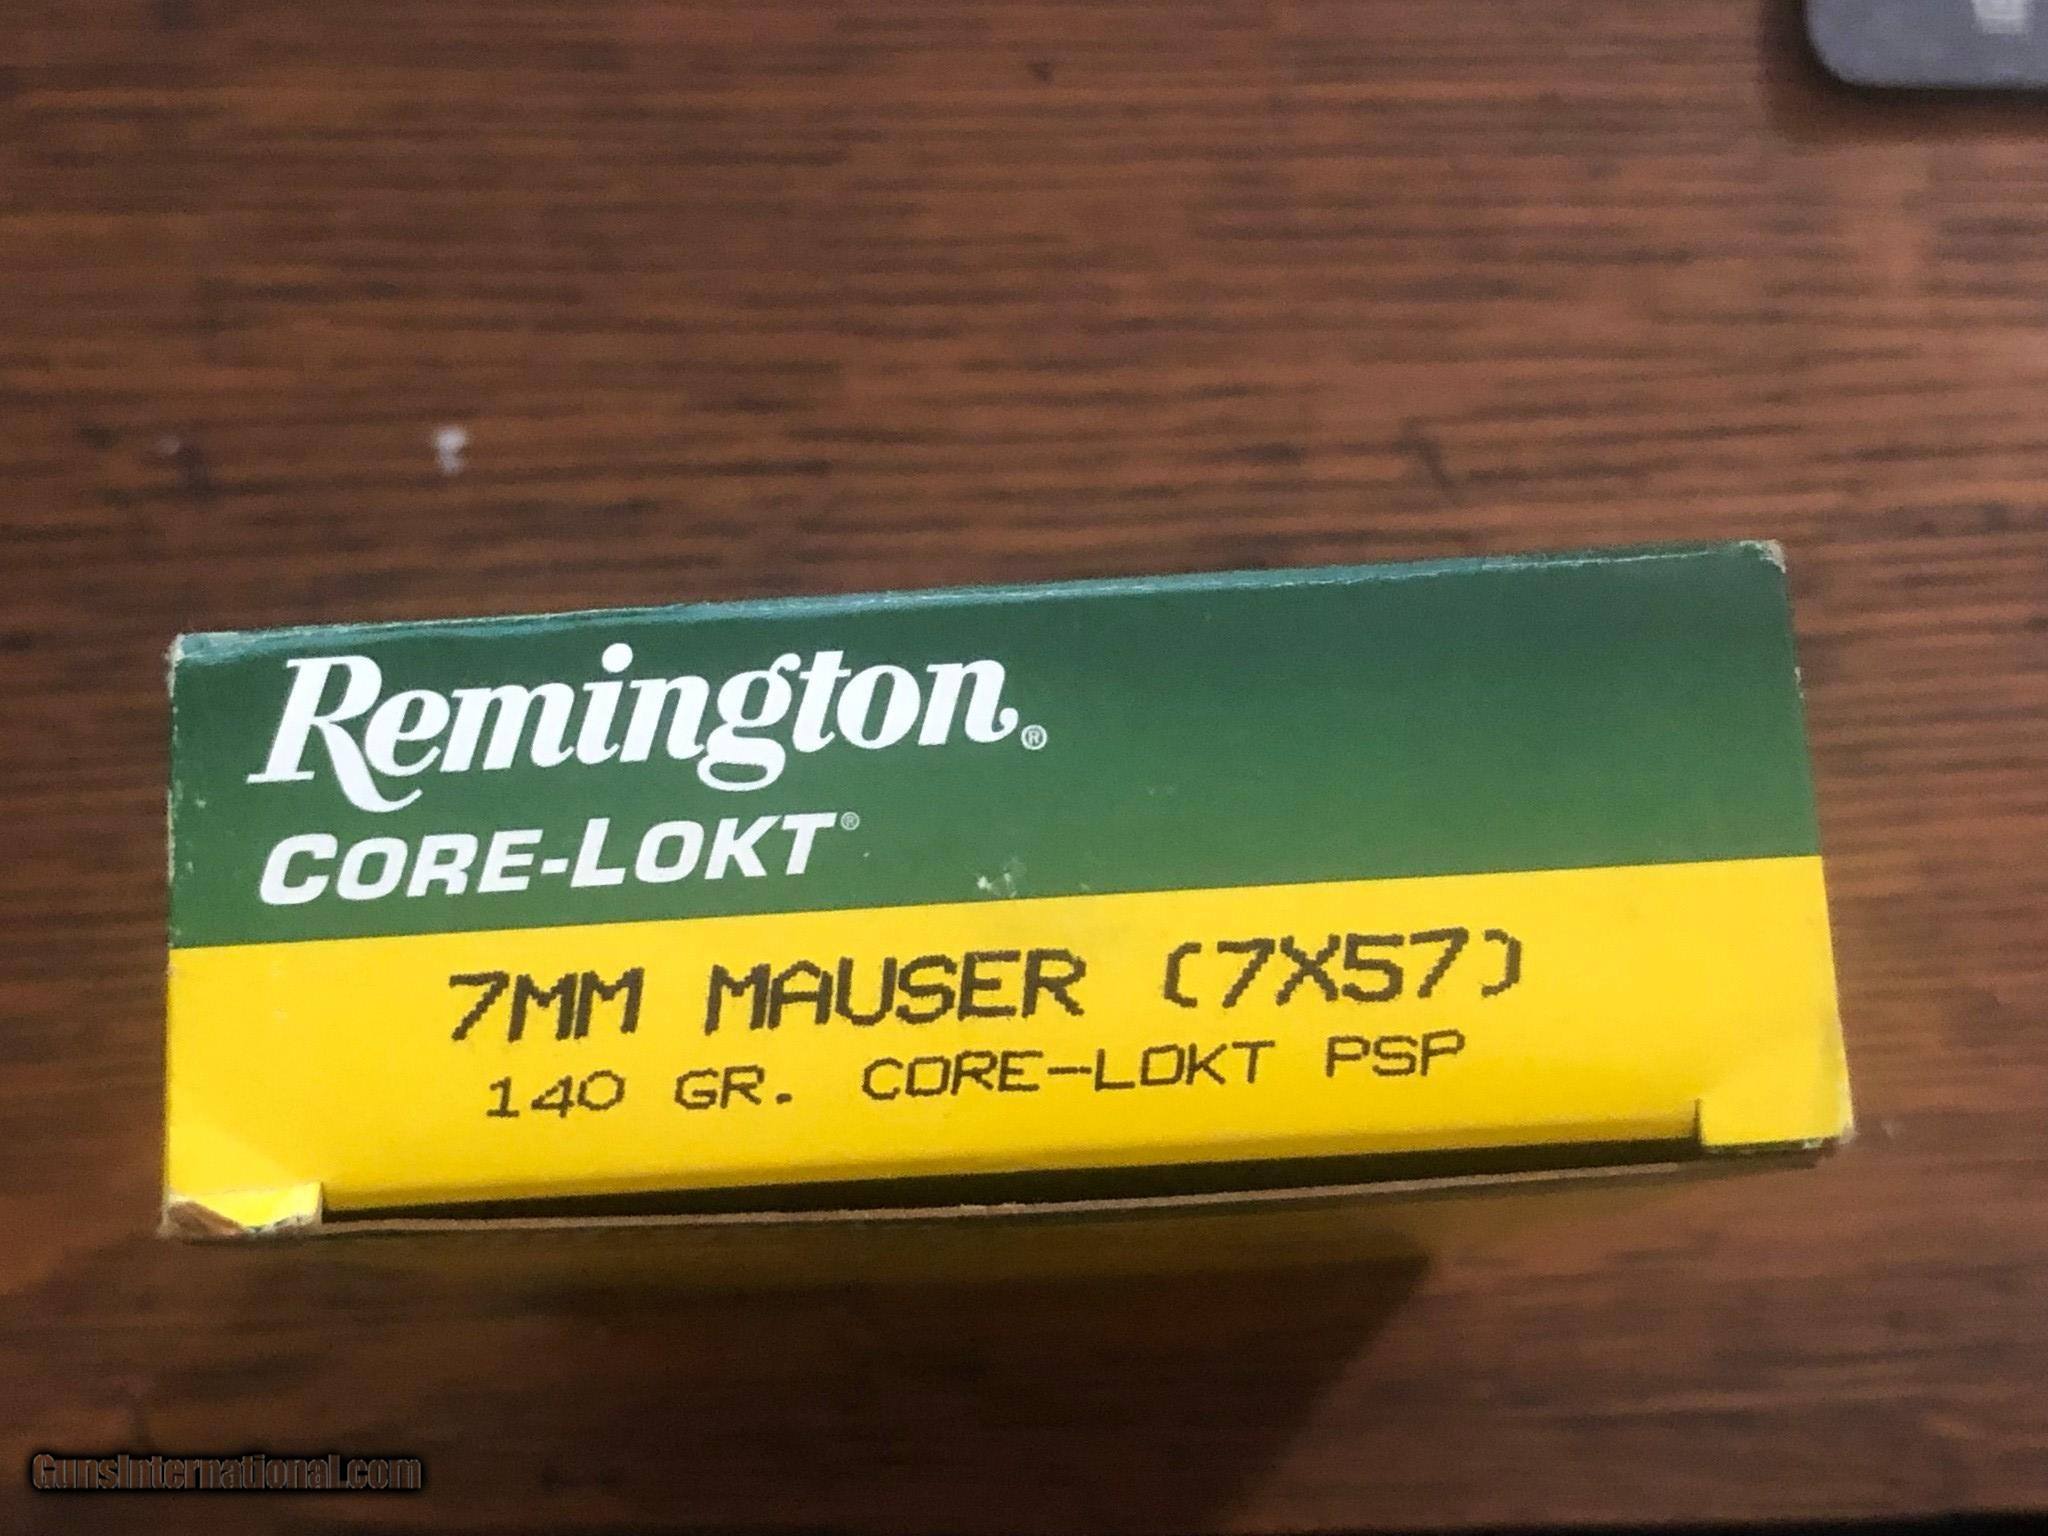 Remington®
CORE-LOKT®
7MM MAUSER (7X57)
140 GR. CORE-LOKT PSP
GunsInternational.com